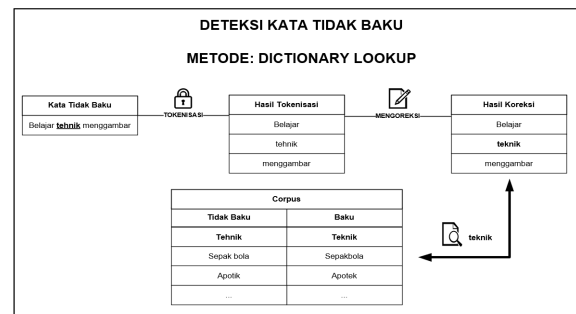 DETEKSI KATA TIDAK BAKU
METODE: DICTIONARY LOOKUP
Kata Tidak Baku
Belajar tehnik menggambar
TOKENISASI
Hasil Tokenisasi
Belajar
tehnik
menggambar
MENGOREKSI
Hasil Koreksi
Belajar
teknik
menggambar
Corpus
Tidak Baku Baku
Tehnik Teknik
Sepak bola Sepakbola
Apotik Apotek
... ...
teknik